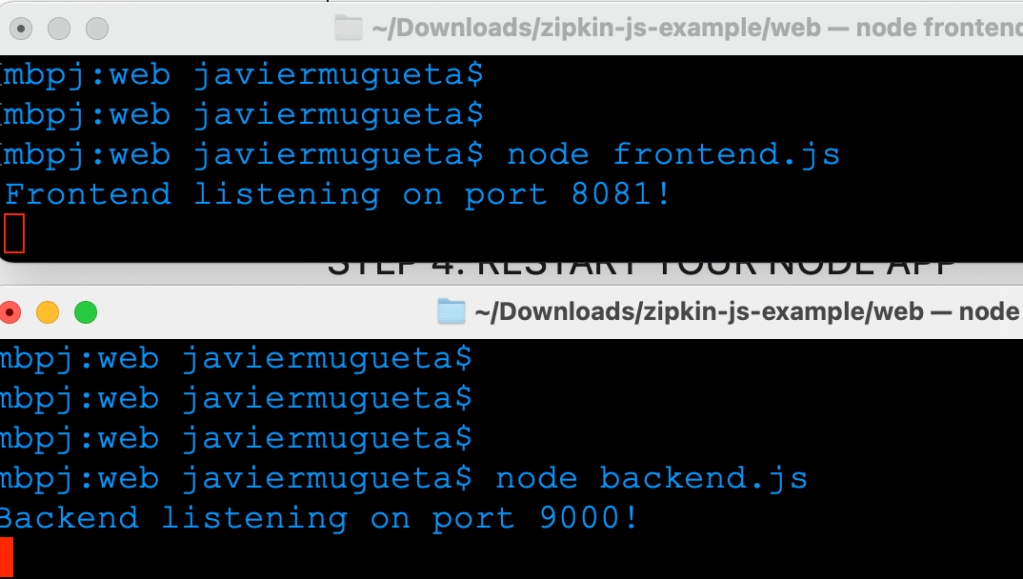 ~/Downloads/zipkin-js-example/web — node frontend
mbpj:web javiermugueta$
mbpj:web javiermugueta$
mbpj:web javiermugueta$ node frontend.js
Frontend listening on port 8081!
STEP 4: RESTART YOUR NODE APP
~/Downloads/zipkin-js-example/web — node
mbpj:web javiermugueta$
mbpj:web javiermugueta$
mbpj:web javiermugueta$
mbpj:web javiermugueta$ node backend.js
Backend listening on port 9000!